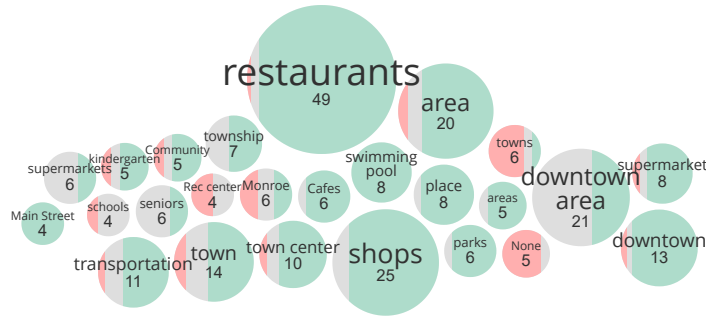 restaurants
49
area
20
township
7
towns
6
Community
5
kindergarten
5
swimming
pool
8
supermarkets
6
supermarket
8
downtown
area
21
Rec center
4
Monroe
6
Cafes
6
place
8
areas
5
schools
4
seniors
6
Main Street
4
town center
10
shops
25
parks
6
None
5
downtown
13
town
14
transportation
11